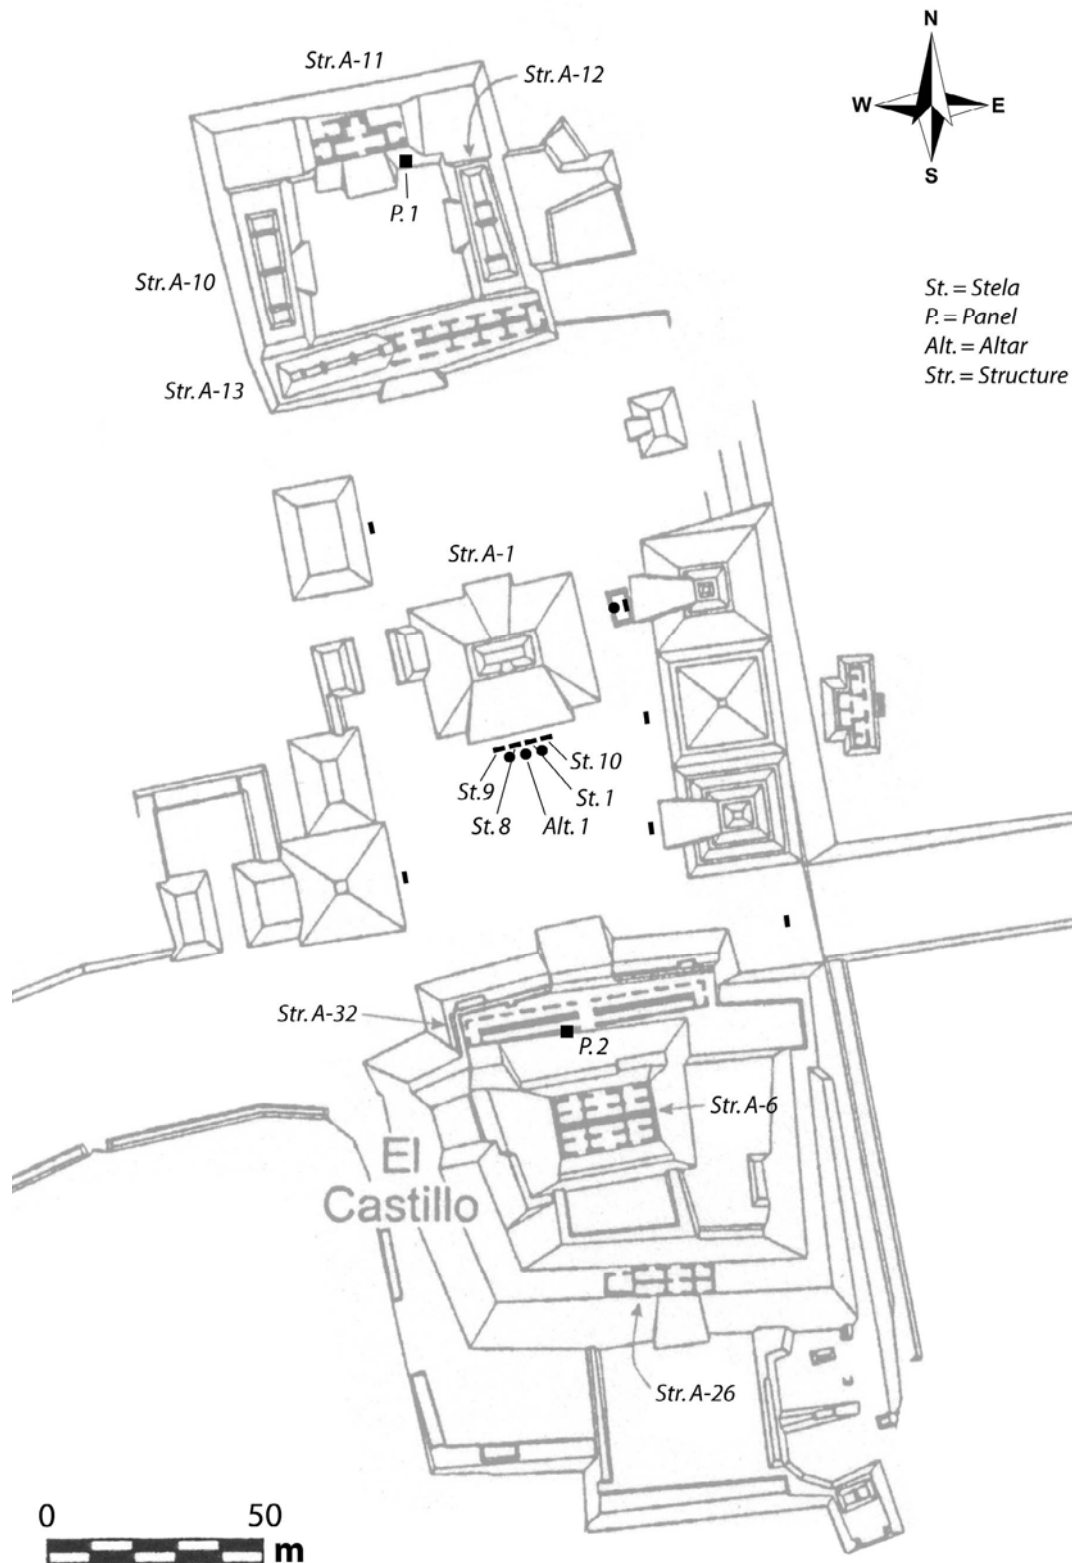 N
W E
S
Str. A-11
Str. A-12
P. 1
Str. A-10
Str. A-13
St. = Stela
P. = Panel
Alt. = Altar
Str. = Structure
Str. A-1
St. 10
St. 9
St. 1
St. 8
Alt. 1
Str. A-32
P. 2
Str. A-6
El
Castillo
Str. A-26
0 50
m